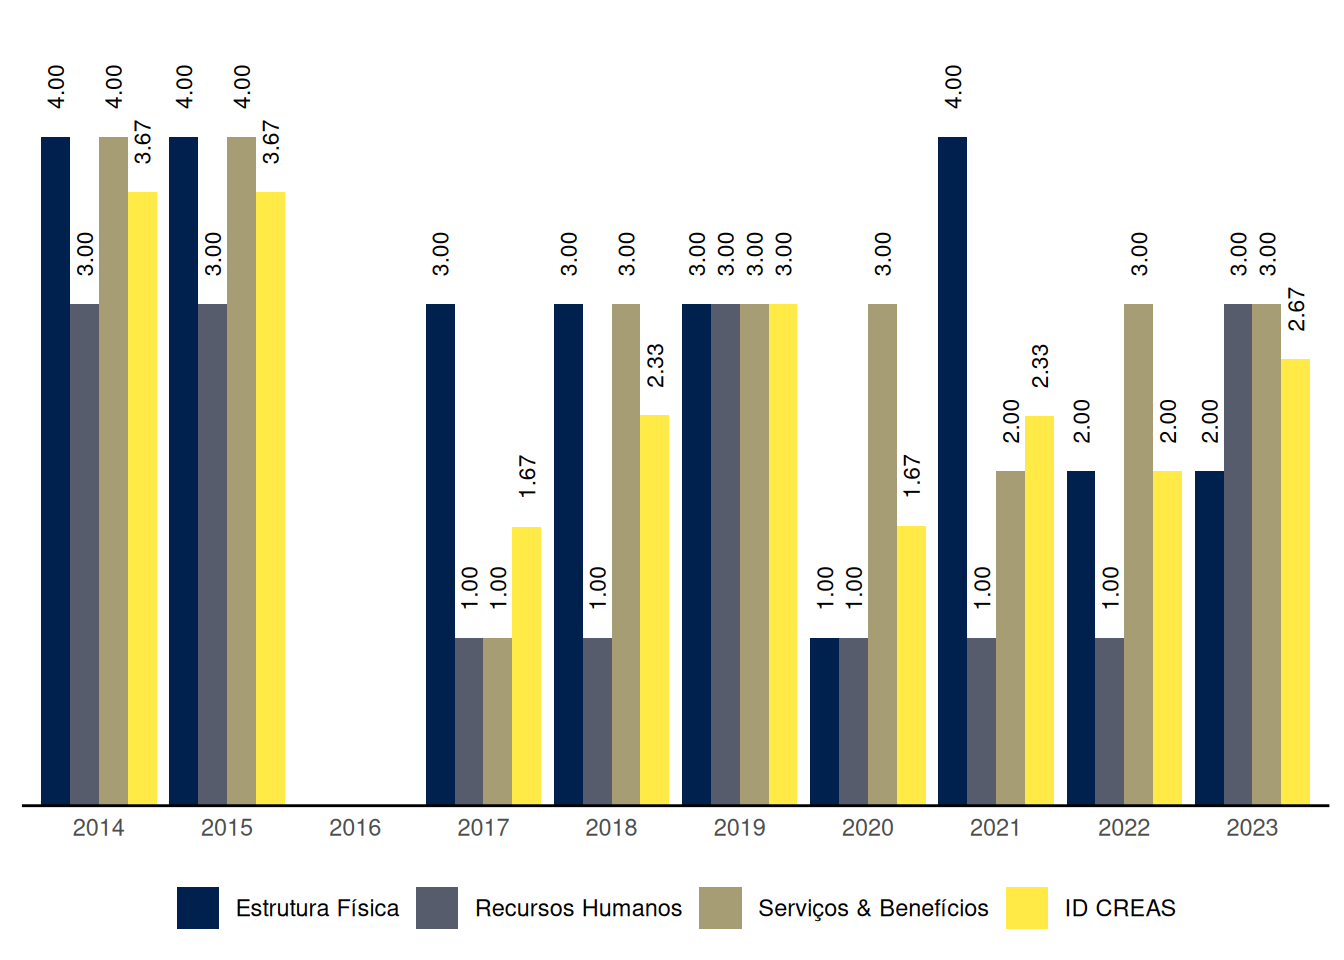 4.00 3.00 4.00 3.67 4.00 3.00 4.00 3.67 3.00 1.00 1.00 1.67 3.00 1.00 3.00 2.33 3.00 3.00 3.00 3.00 1.00 1.00 3.00 1.67 4.00 1.00 2.00 2.33 2.00 1.00 3.00 2.00 2.00 3.00 3.00 2.67
2014 2015 2016 2017 2018 2019 2020 2021 2022 2023
Estrutura Física Recursos Humanos Serviços & Benefícios ID CREAS